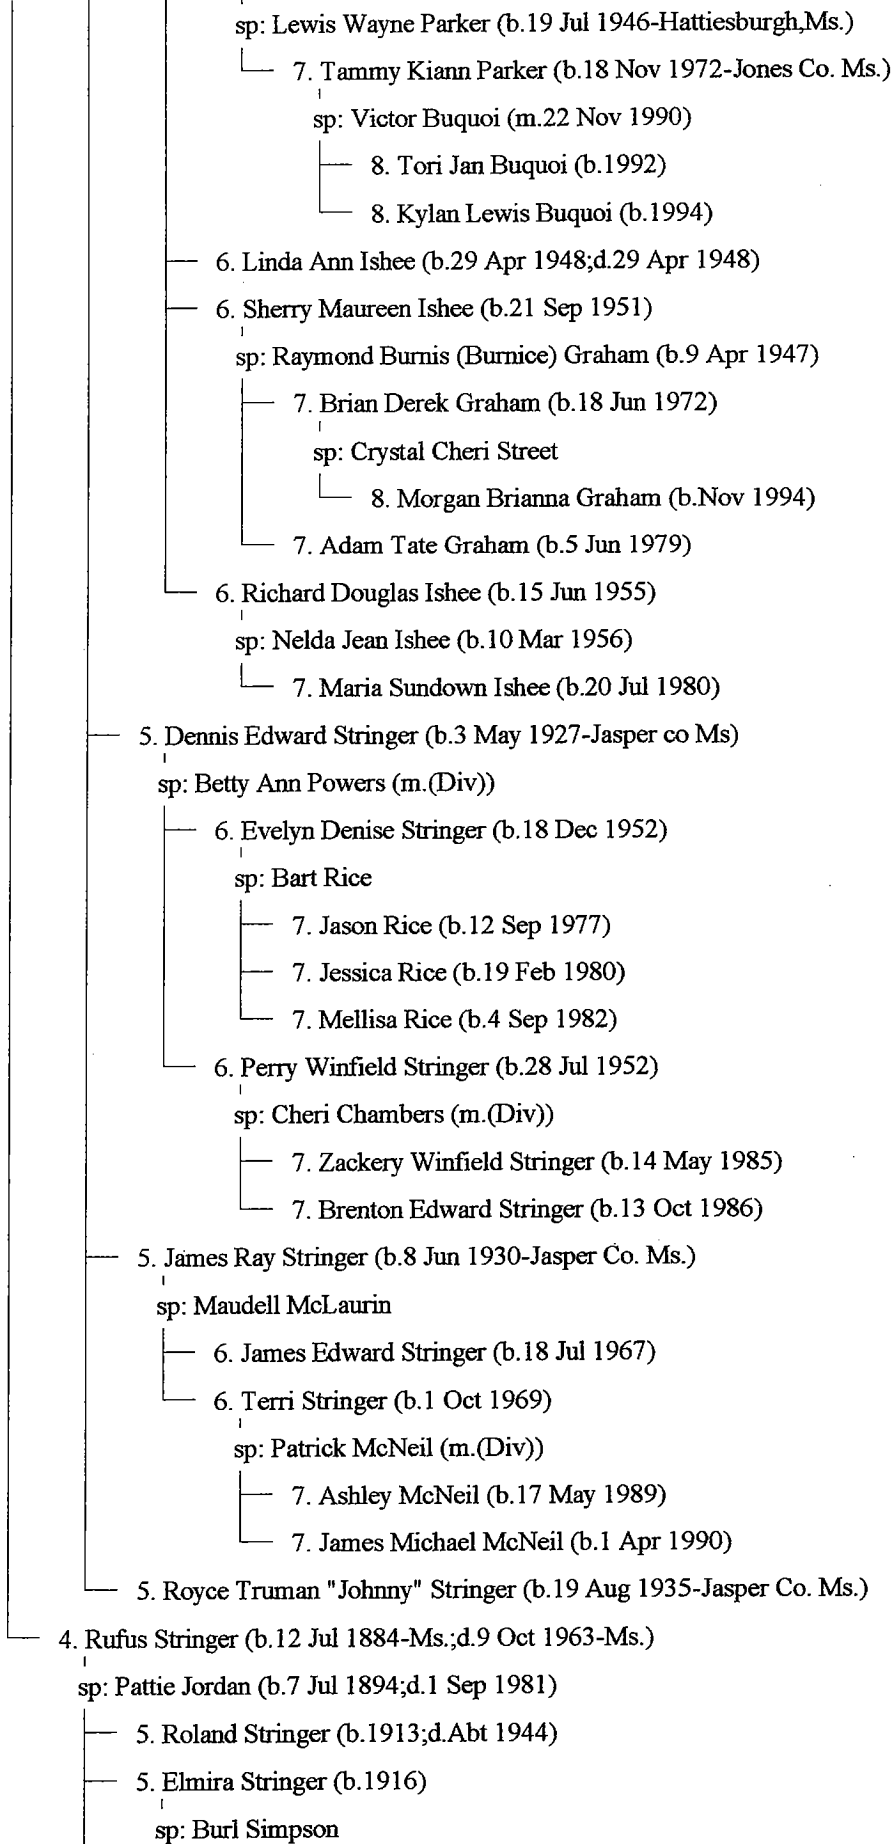 sp: Lewis Wayne Parker (b.19 Jul 1946-Hattiesburgh,Ms.)
7. Tammy Kiann Parker (b.18 Nov 1972-Jones Co. Ms.)
sp: Victor Buquoi (m.22 Nov 1990)
8. Tori Jan Buquoi (b.1992)
8. Kylan Lewis Buquoi (b.1994)
6. Linda Ann Ishee (b.29 Apr 1948;d.29 Apr 1948)
6. Sherry Maureen Ishee (b.21 Sep 1951)
sp: Raymond Burnis (Burnice) Graham (b.9 Apr 1947)
7. Brian Derek Graham (b.18 Jun 1972)
sp: Crystal Cheri Street
8. Morgan Brianna Graham (b.Nov 1994)
7. Adam Tate Graham (b.5 Jun 1979)
6. Richard Douglas Ishee (b.15 Jun 1955)
sp: Nelda Jean Ishee (b.10 Mar 1956)
7. Maria Sundown Ishee (b.20 Jul 1980)
5. Dennis Edward Stringer (b.3 May 1927-Jasper co Ms)
sp: Betty Ann Powers (m.(Div))
6. Evelyn Denise Stringer (b.18 Dec 1952)
sp: Bart Rice
7. Jason Rice (b.12 Sep 1977)
7. Jessica Rice (b.19 Feb 1980)
7. Mellisa Rice (b.4 Sep 1982)
6. Perry Winfield Stringer (b.28 Jul 1952)
sp: Cheri Chambers (m.(Div))
7. Zackery Winfield Stringer (b.14 May 1985)
7. Brenton Edward Stringer (b.13 Oct 1986)
5. James Ray Stringer (b.8 Jun 1930-Jasper Co. Ms.)
sp: Maudell McLaurin
6. James Edward Stringer (b.18 Jul 1967)
6. Terri Stringer (b.1 Oct 1969)
sp: Patrick McNeil (m.(Div))
7. Ashley McNeil (b.17 May 1989)
7. James Michael McNeil (b.1 Apr 1990)
5. Royce Truman "Johnny" Stringer (b.19 Aug 1935-Jasper Co. Ms.)
4. Rufus Stringer (b.12 Jul 1884-Ms.;d.9 Oct 1963-Ms.)
sp: Pattie Jordan (b.7 Jul 1894;d.1 Sep 1981)
5. Roland Stringer (b.1913;d.Abt 1944)
5. Elmira Stringer (b.1916)
sp: Burl Simpson